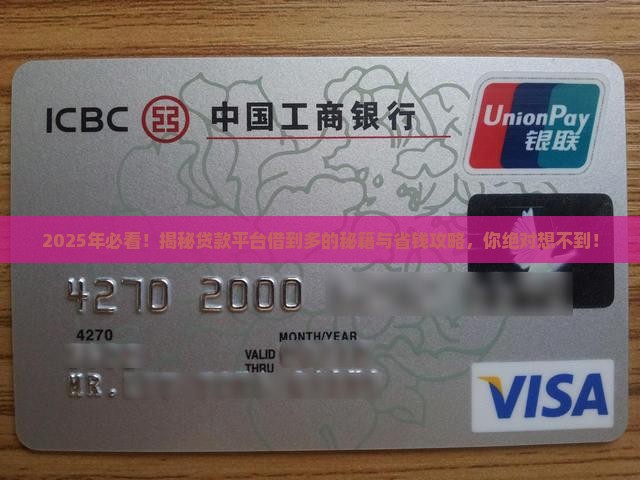 ICBC 中国工商银行
UnionPay
银联
2025年必看！揭秘贷款平台借到多的秘籍与省钱攻略，你绝对想不到！
4270 2000
4270
MONTH/YEAR
VALID
THRU
MR.
VISA